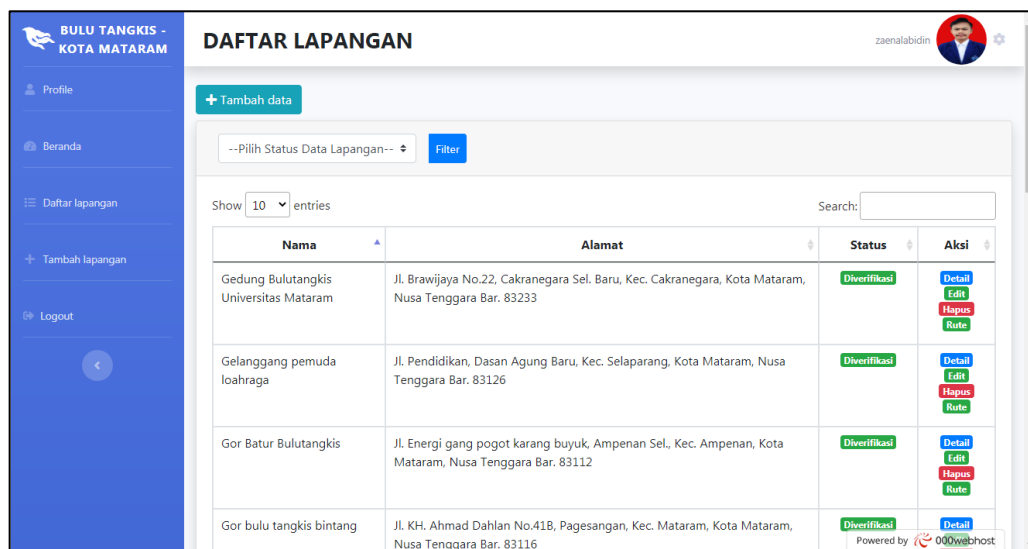 BULU TANGKIS -
KOTA MATARAM
DAFTAR LAPANGAN
zaenalabidin
Profile
Beranda
Daftar lapangan
Tambah lapangan
Logout
Tambah data
--Pilih Status Data Lapangan--
Filter
Show 10 entries
Search:
Nama Alamat Status Aksi
Gedung Bulutangkis
Universitas Mataram
Jl. Brawijaya No.22, Cakranegara Sel. Baru, Kec. Cakranegara, Kota Mataram,
Nusa Tenggara Bar. 83233
Diverifikasi
Detail
Edit
Hapus
Rute
Gelanggang pemuda
loahraga
Jl. Pendidikan, Dasan Agung Baru, Kec. Selaparang, Kota Mataram, Nusa
Tenggara Bar. 83126
Diverifikasi
Detail
Edit
Hapus
Rute
Gor Batur Bulutangkis
Jl. Energi gang pogot karang buyuk, Ampenan Sel., Kec. Ampenan, Kota
Mataram, Nusa Tenggara Bar. 83112
Diverifikasi
Detail
Edit
Hapus
Rute
Gor bulu tangkis bintang
Jl. KH. Ahmad Dahlan No.41B, Pagesangan, Kec. Mataram, Kota Mataram,
Nusa Tenggara Bar. 83116
Diverifikasi
Detail
Powered by 000webhost